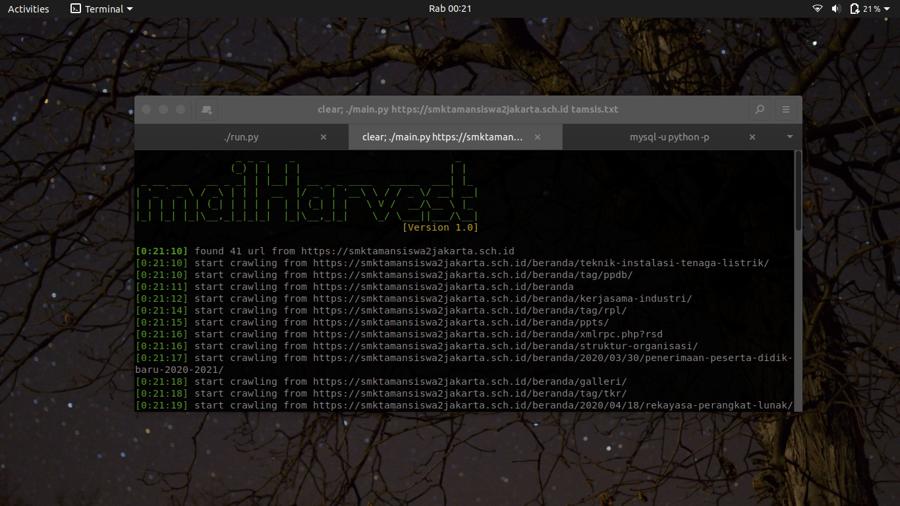 Activities
Terminal
Rab 00:21
21 %
clear; ./main.py https://smktamansiswa2jakarta.sch.id tamsis.txt
./run.py
clear; ./main.py https://smktaman...
mysql -u python -p
mailHarvest
[Version 1.0]
[0:21:10] found 41 url from https://smktamansiswa2jakarta.sch.id
[0:21:10] start crawling from https://smktamansiswa2jakarta.sch.id/beranda/teknik-instalasi-tenaga-listrik/
[0:21:10] start crawling from https://smktamansiswa2jakarta.sch.id/beranda/tag/ppdb/
[0:21:11] start crawling from https://smktamansiswa2jakarta.sch.id/beranda
[0:21:12] start crawling from https://smktamansiswa2jakarta.sch.id/beranda/kerjasama-industri/
[0:21:14] start crawling from https://smktamansiswa2jakarta.sch.id/beranda/tag/rpl/
[0:21:15] start crawling from https://smktamansiswa2jakarta.sch.id/beranda/ppts/
[0:21:16] start crawling from https://smktamansiswa2jakarta.sch.id/beranda/xmlrpc.php?rsd
[0:21:16] start crawling from https://smktamansiswa2jakarta.sch.id/beranda/struktur-organisasi/
[0:21:17] start crawling from https://smktamansiswa2jakarta.sch.id/beranda/2020/03/30/penerimaan-peserta-didik-
baru-2020-2021/
[0:21:18] start crawling from https://smktamansiswa2jakarta.sch.id/beranda/galleri/
[0:21:18] start crawling from https://smktamansiswa2jakarta.sch.id/beranda/tag/tkr/
[0:21:19] start crawling from https://smktamansiswa2jakarta.sch.id/beranda/2020/04/18/rekayasa-perangkat-lunak/